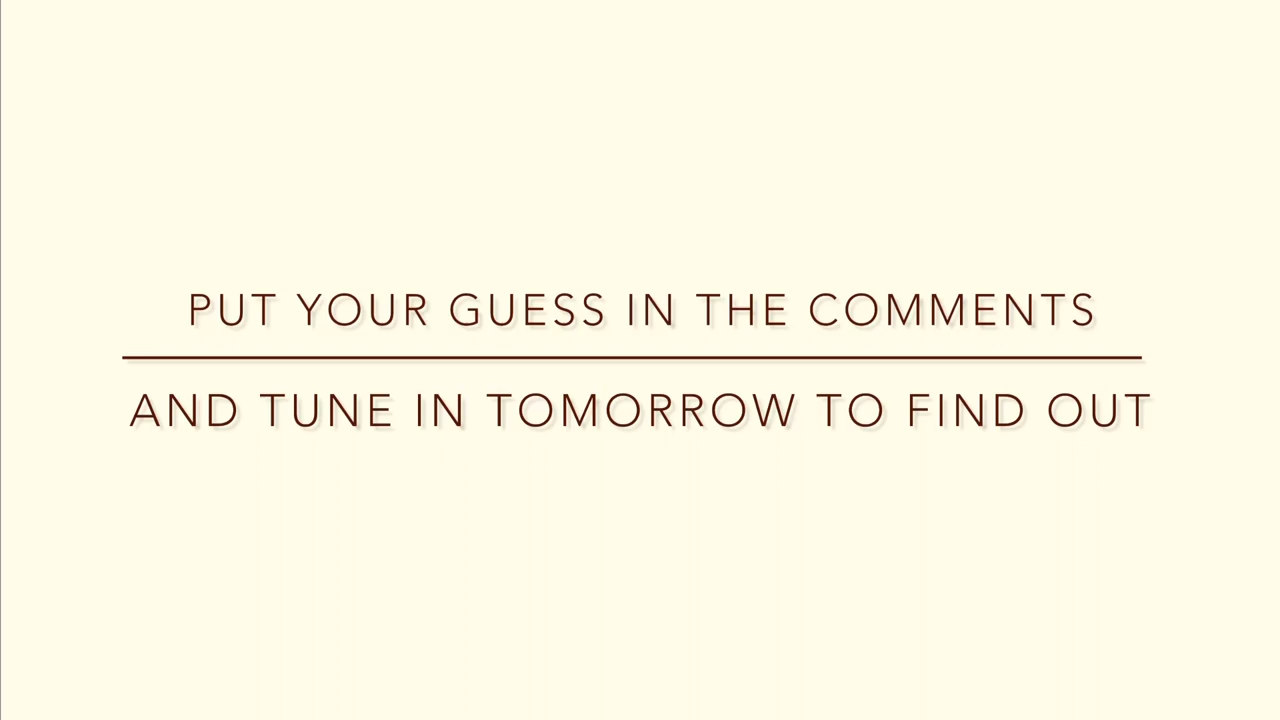 PUT YOUR GUESS IN THE COMMENTS
AND TUNE IN TOMORROW TO FIND OUT